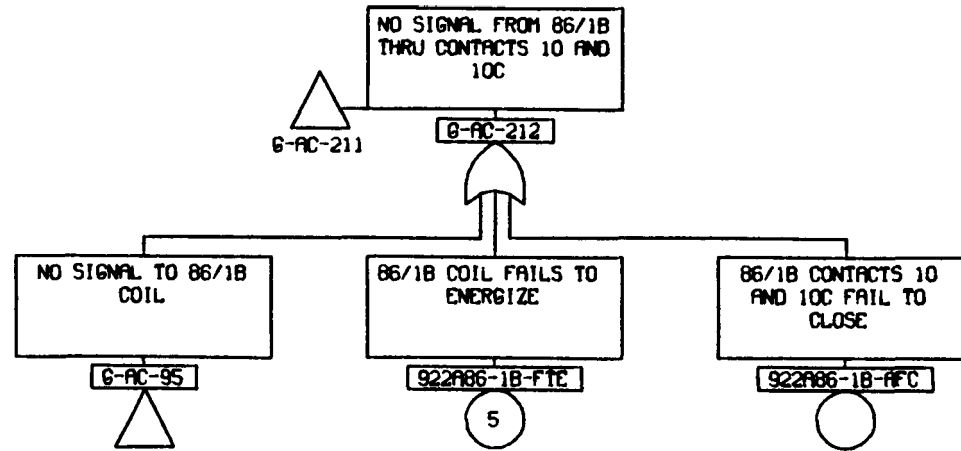 NO SIGNAL FROM 86/1B
THRU CONTACTS 10 AND
10C
G-AC-211
G-AC-212
NO SIGNAL TO 86/1B
COIL
86/1B COIL FAILS TO
ENERGIZE
86/1B CONTACTS 10
AND 10C FAIL TO
CLOSE
G-AC-95
922A86-1B-FTE
922A86-1B-AFC
5